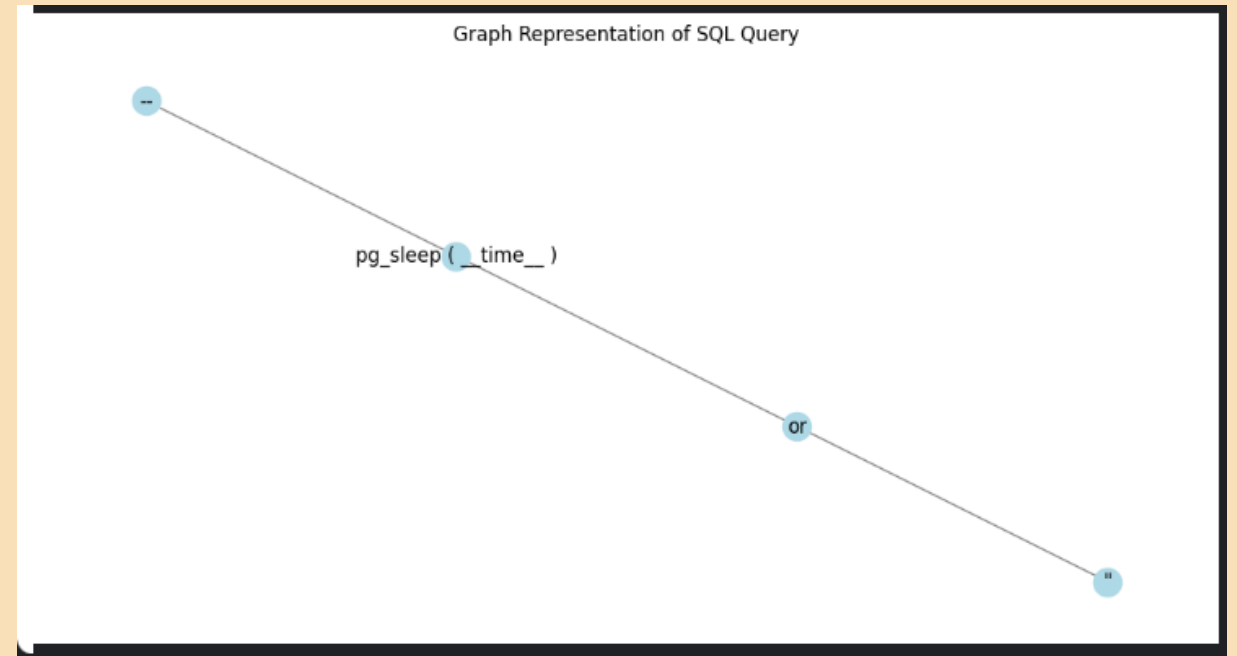 Graph Representation of SQL Query
--
pg_sleep ( __time__ )
or
"